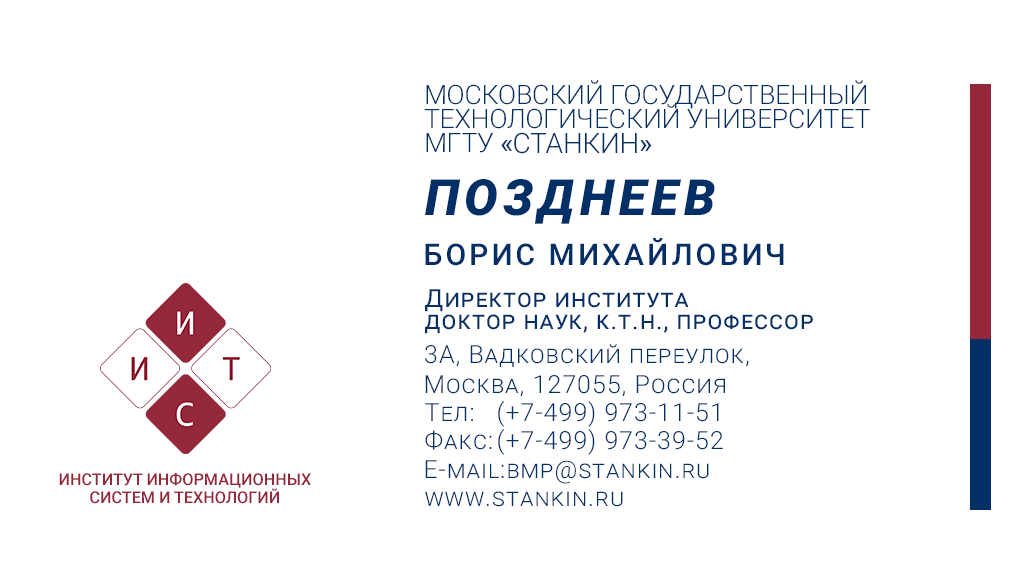 МОСКОВСКИЙ ГОСУДАРСТВЕННЫЙ
ТЕХНОЛОГИЧЕСКИЙ УНИВЕРСИТЕТ
МГТУ «СТАНКИН»
ПОЗДНЕЕВ
БОРИС МИХАЙЛОВИЧ
Директор института
доктор наук, к.т.н., профессор
3А, Вадковский переулок,
Москва, 127055, Россия
Тел: (+7-499) 973-11-51
Факс:(+7-499) 973-39-52
E-mail:bmp@stankin.ru
www.stankin.ru
И
И Т
С
ИНСТИТУТ ИНФОРМАЦИОННЫХ
СИСТЕМ И ТЕХНОЛОГИЙ